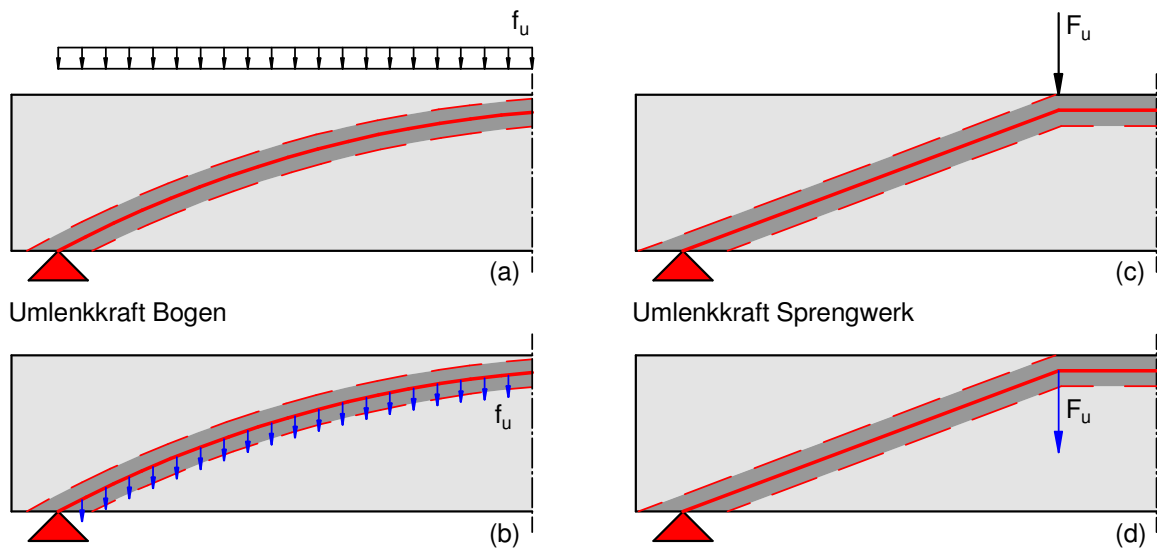 f_u
F_u
(a)
(c)
Umlenkkraft Bogen
Umlenkkraft Sprengwerk
f_u
F_u
(b)
(d)